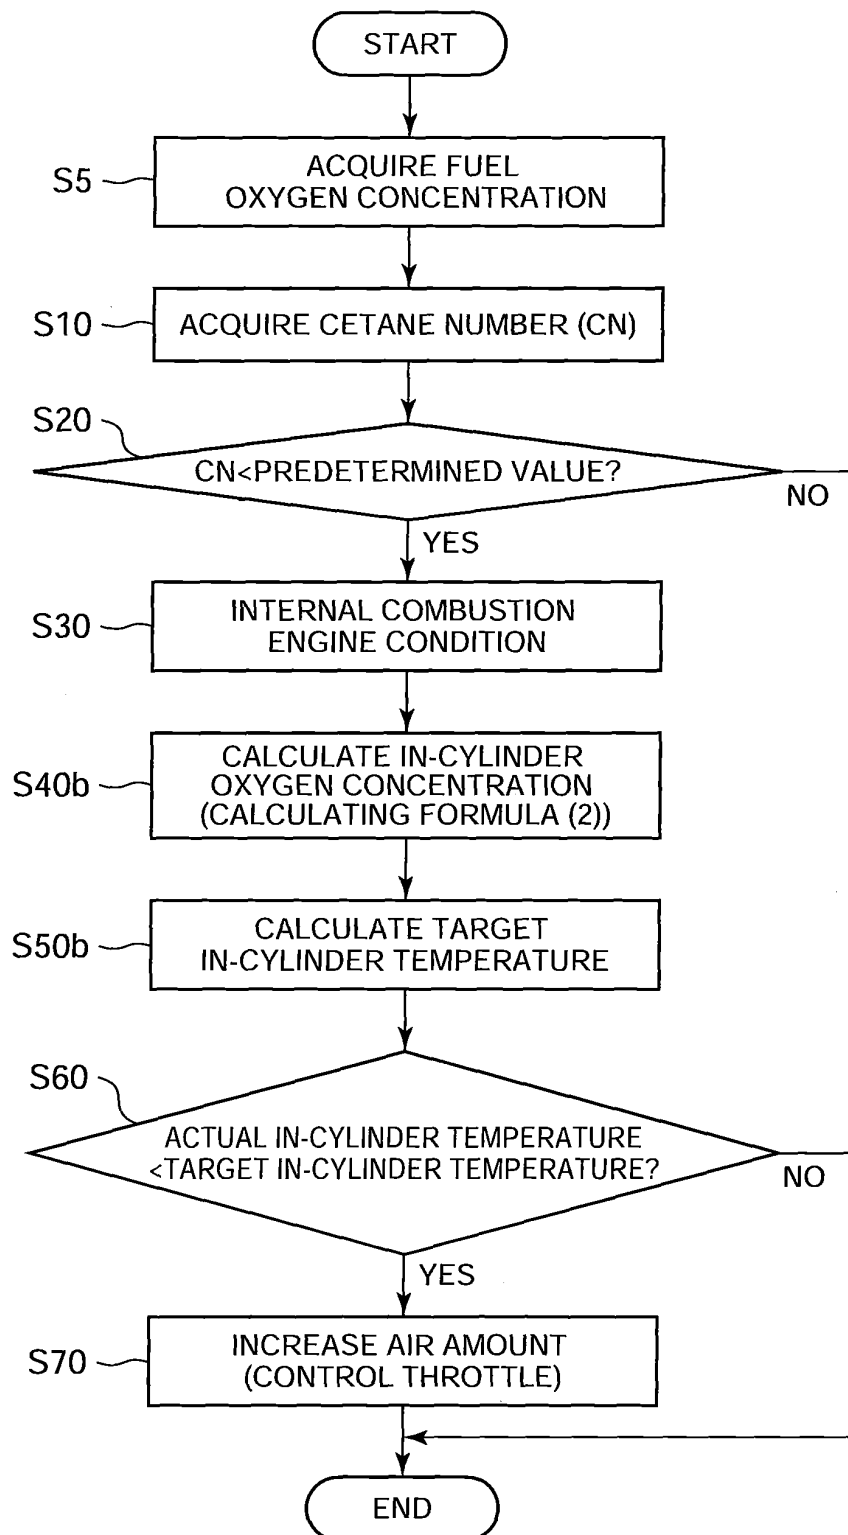 START
S5
ACQUIRE FUEL
OXYGEN CONCENTRATION
S10
ACQUIRE CETANE NUMBER (CN)
S20
CN<PREDETERMINED VALUE?
NO
YES
S30
INTERNAL COMBUSTION
ENGINE CONDITION
S40b
CALCULATE IN-CYLINDER
OXYGEN CONCENTRATION
(CALCULATING FORMULA (2))
S50b
CALCULATE TARGET
IN-CYLINDER TEMPERATURE
S60
ACTUAL IN-CYLINDER TEMPERATURE
<TARGET IN-CYLINDER TEMPERATURE?
NO
YES
S70
INCREASE AIR AMOUNT
(CONTROL THROTTLE)
END